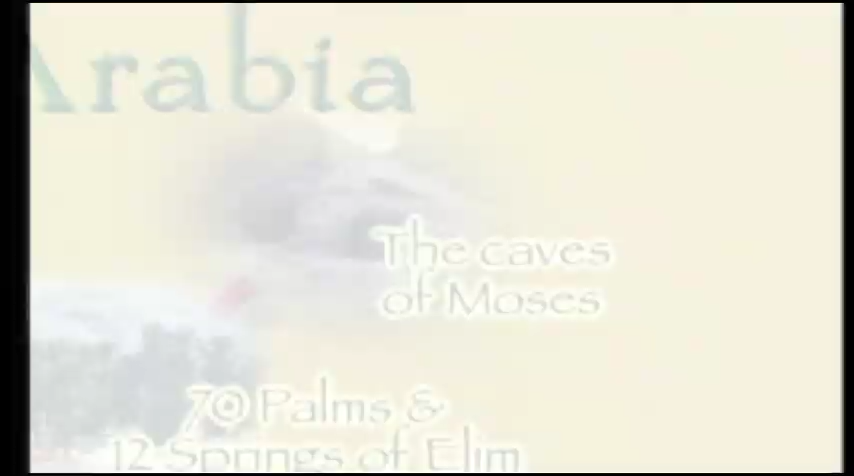 Arabia
The caves
of Moses
70 Palms &
12 Springs of Elim